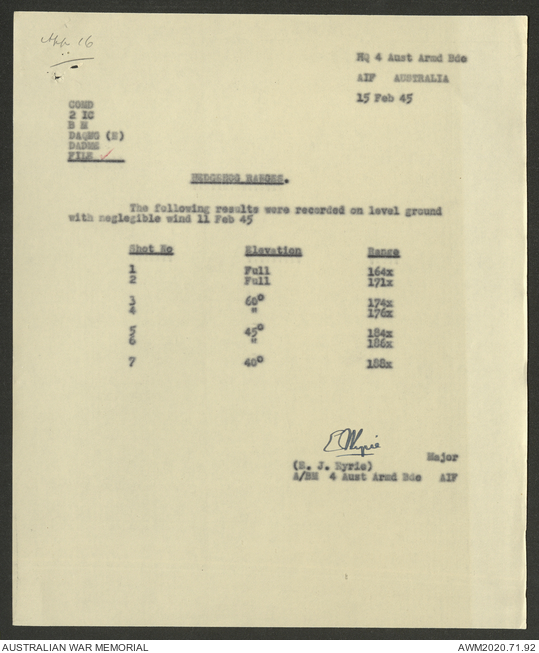 App 16
HQ 4 Aust Armd Bde
AIF AUSTRALIA
15 Feb 45
COMD
2 IC
B M
DAQMG (E)
DADME
FILE
HEDGEHOG RANGES.
The following results were recorded on level ground
with neglegible wind 11 Feb 45
Shot No Elevation Range
1 Full 164x
2 Full 171x
3 60° 174x
4 " 176x
5 45° 184x
6 " 186x
7 40° 188x
Major
(E. J. Ryrie)
A/BM 4 Aust Armd Bde AIF
AUSTRALIAN WAR MEMORIAL AWM2020.71.92